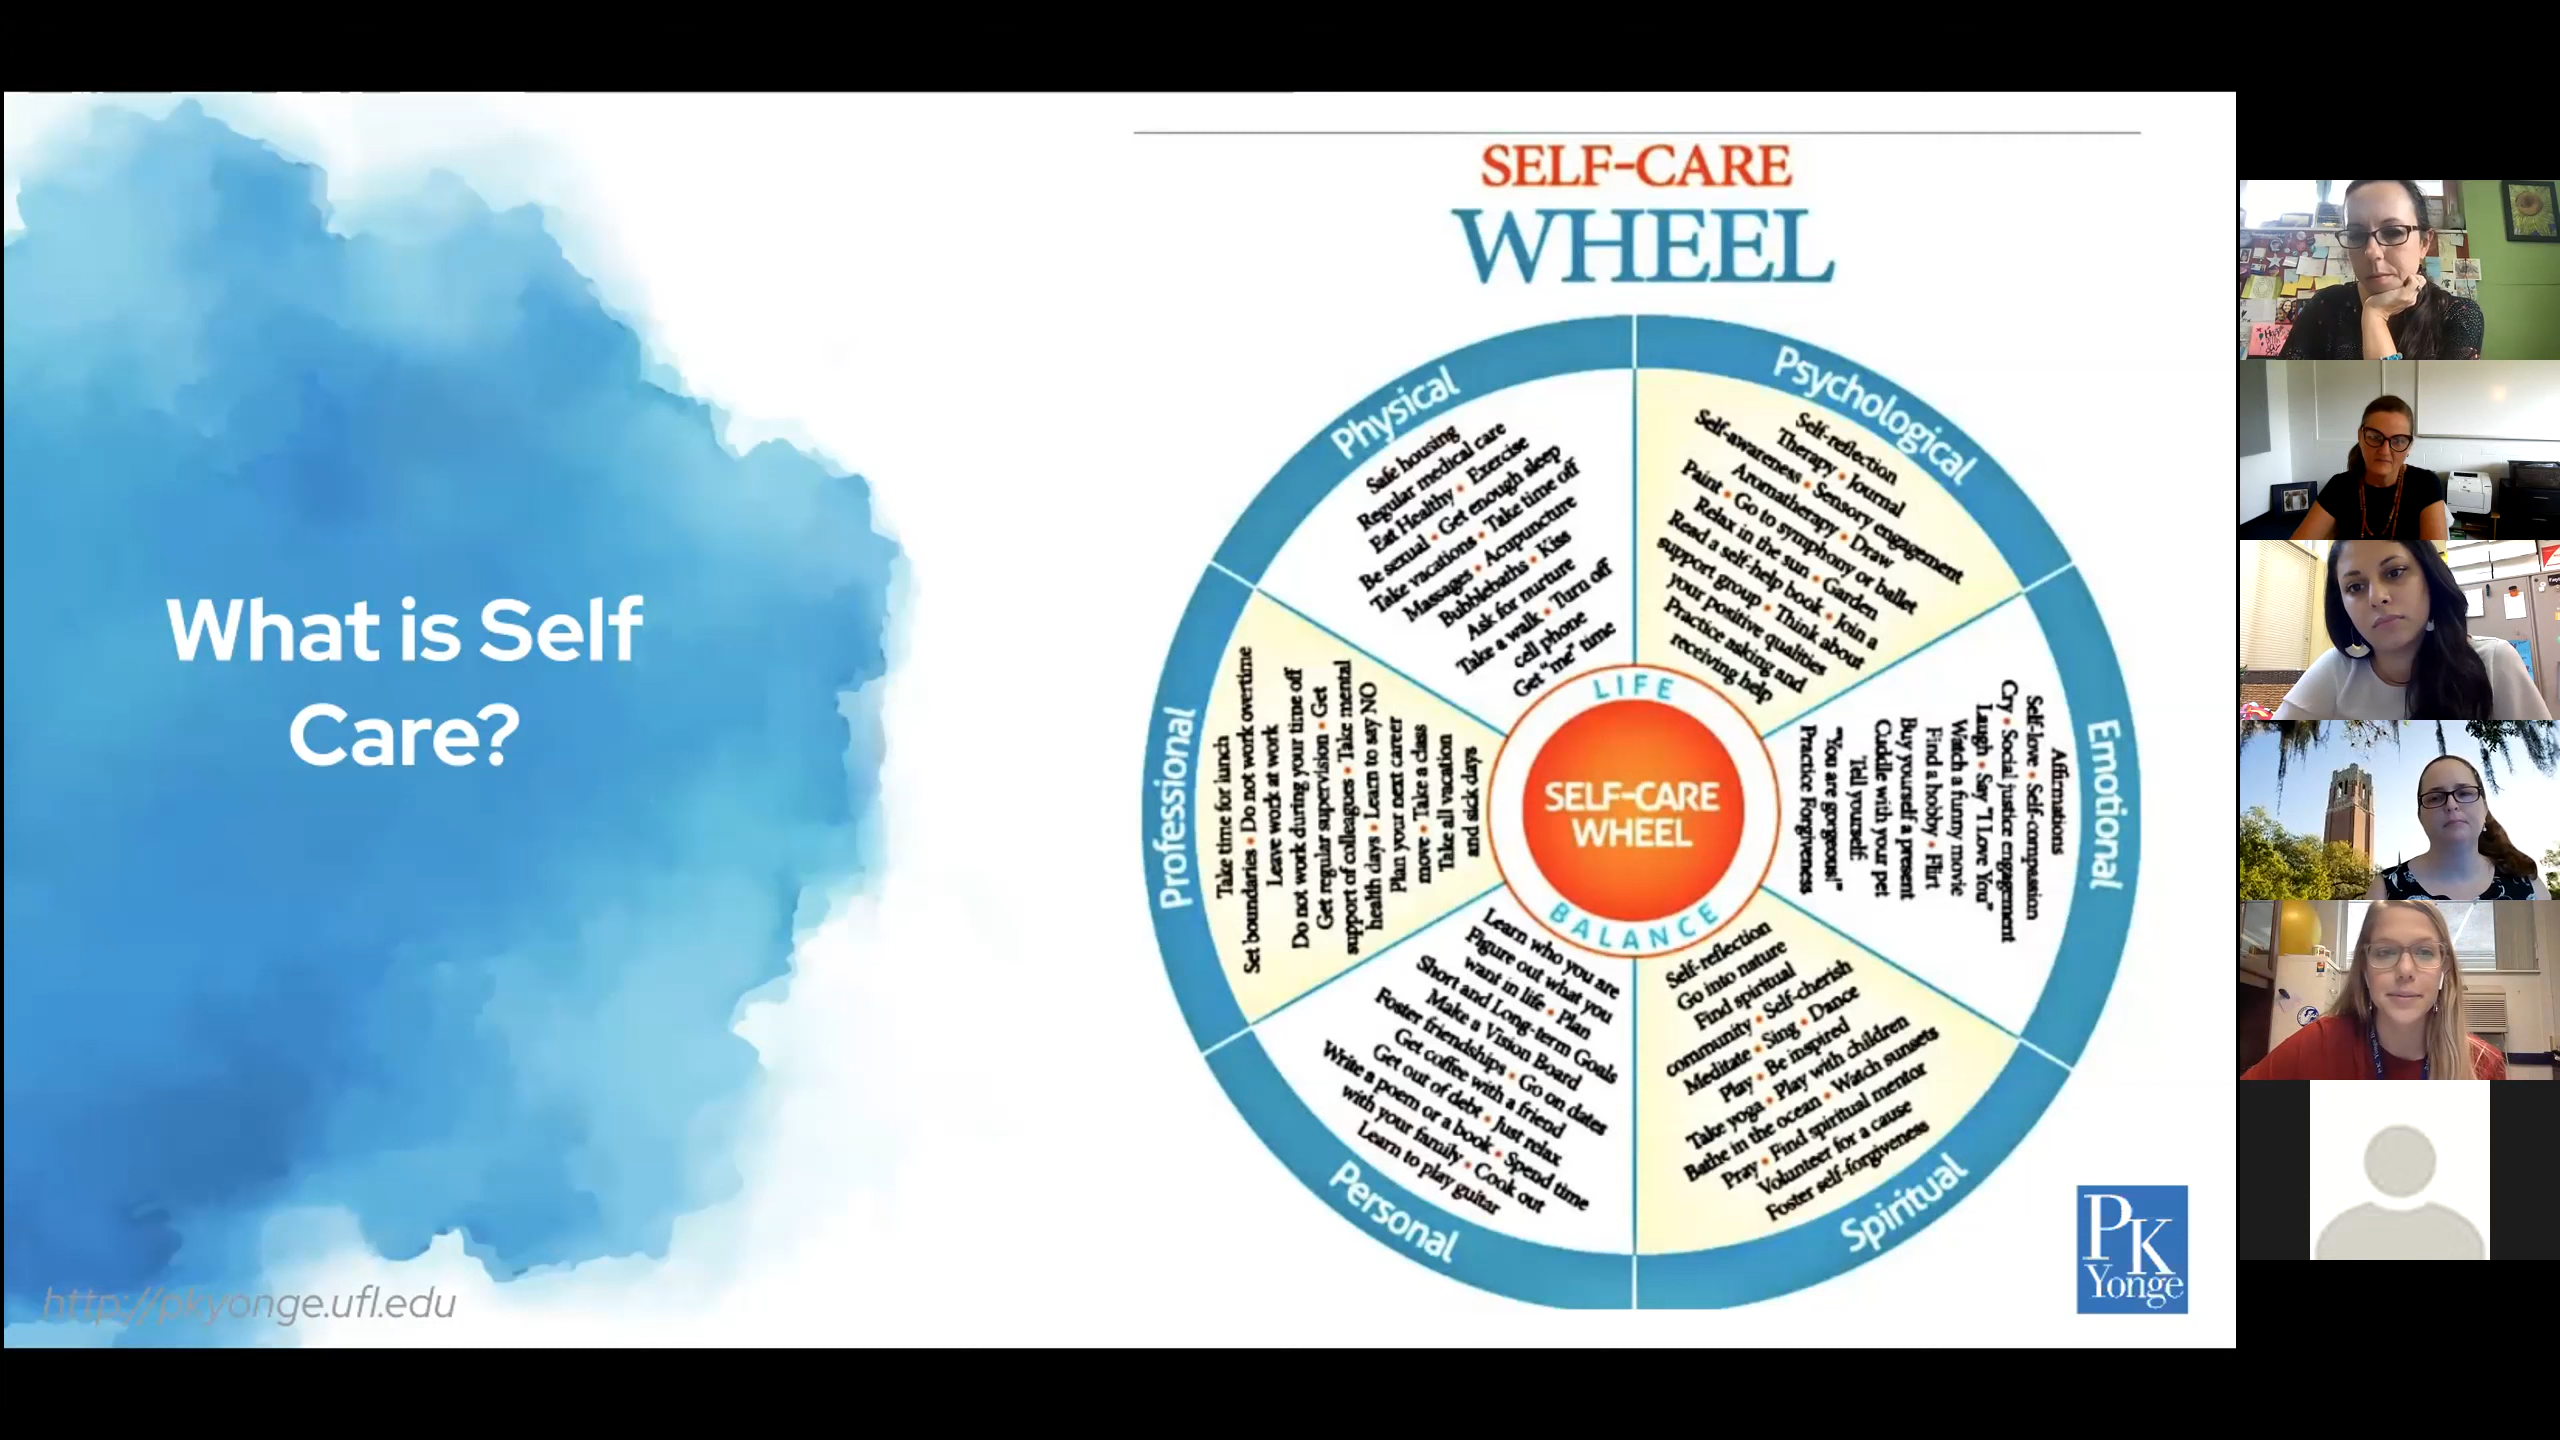 What is Self
Care?
http://pkyonge.ufl.edu
SELF-CARE
WHEEL
Physical
Safe housing
Regular medical care
Eat Healthy • Exercise
Be sexual • Get enough sleep
Take vacations • Take time off
Massages • Acupuncture
Bubblebaths • Kiss
Ask for nurture
Take a walk • Turn off
cell phone
Get "me" time
Psychological
Self-reflection
Therapy • Journal
Self-awareness • Sensory engagement
Aromatherapy • Draw
Paint • Go to symphony or ballet
Relax in the sun • Garden
Read a self-help book • Join a
support group • Think about
your positive qualities
Practice asking and
receiving help
Emotional
Affirmations
Self-love • Self-compassion
Cry • Social justice engagement
Laugh • Say "I Love You"
Watch a funny movie
Find a hobby • Flirt
Buy yourself a present
Cuddle with your pet
Tell yourself:
"You are gorgeous!"
Practice Forgiveness
Spiritual
Self-reflection
Go into nature
Find spiritual
community • Self-cherish
Meditate • Sing • Dance
Play • Be inspired
Take yoga • Play with children
Bathe in the ocean • Watch sunsets
Pray • Find spiritual mentor
Volunteer for a cause
Foster self-forgiveness
Personal
Learn who you are
Figure out what you
want in life • Plan
Short and Long-term Goals
Make a Vision Board
Foster friendships • Go on dates
Get coffee with a friend
Get out of debt • Just relax
Write a poem or a book • Spend time
with your family • Cook out
Learn to play guitar
Professional
Take time for lunch
Set boundaries • Do not work overtime
Leave work at work
Do not work during your time off
Get regular supervision • Get
support of colleagues • Take mental
health days • Learn to say NO
Plan your next career
move • Take a class
Take all vacation
and sick days
LIFE
SELF-CARE
WHEEL
BALANCE
PK
Yonge